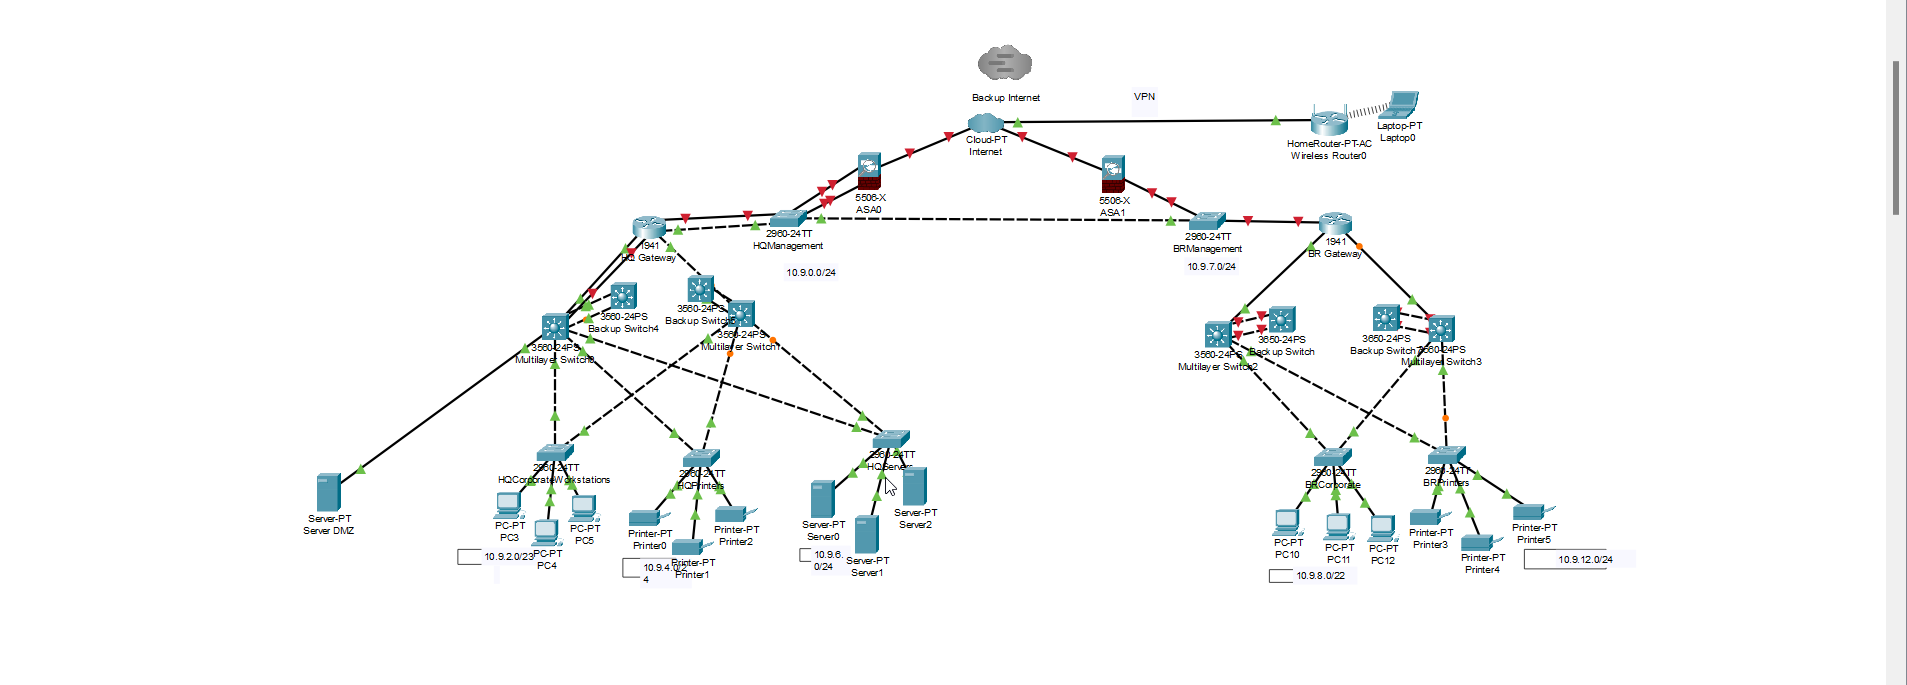 Backup Internet
VPN
Cloud-PT
Internet
Laptop-PT
Laptop0
HomeRouter-PT-AC
Wireless Router0
5506-X
ASA0
5506-X
ASA1
2960-24TT
HQManagement
10.9.0.0/24
2960-24TT
BRManagement
10.9.7.0/24
1941
HQ Gateway
1941
BR Gateway
3560-24PS
Backup Switch4
3560-24PS
Backup Switch
3560-24PS
Multilayer Switch0
3560-24PS
Multilayer Switch1
3560-24PS
Multilayer Switch2
3650-24PS
Backup Switch
3650-24PS
Backup Switch
3560-24PS
Multilayer Switch3
Server-PT
Server DMZ
2960-24TT
HQCorporateWorkstations
PC-PT
PC3
PC-PT
PC4
PC-PT
PC5
10.9.2.0/23
2960-24TT
HQPrinters
Printer-PT
Printer0
Printer-PT
Printer1
Printer-PT
Printer2
10.9.4.0/2
4
2960-24TT
HQServers
Server-PT
Server0
Server-PT
Server1
Server-PT
Server2
10.9.6.
0/24
2960-24TT
BRCorporate
PC-PT
PC10
PC-PT
PC11
PC-PT
PC12
10.9.8.0/22
2960-24TT
BRPrinters
Printer-PT
Printer3
Printer-PT
Printer4
Printer-PT
Printer5
10.9.12.0/24